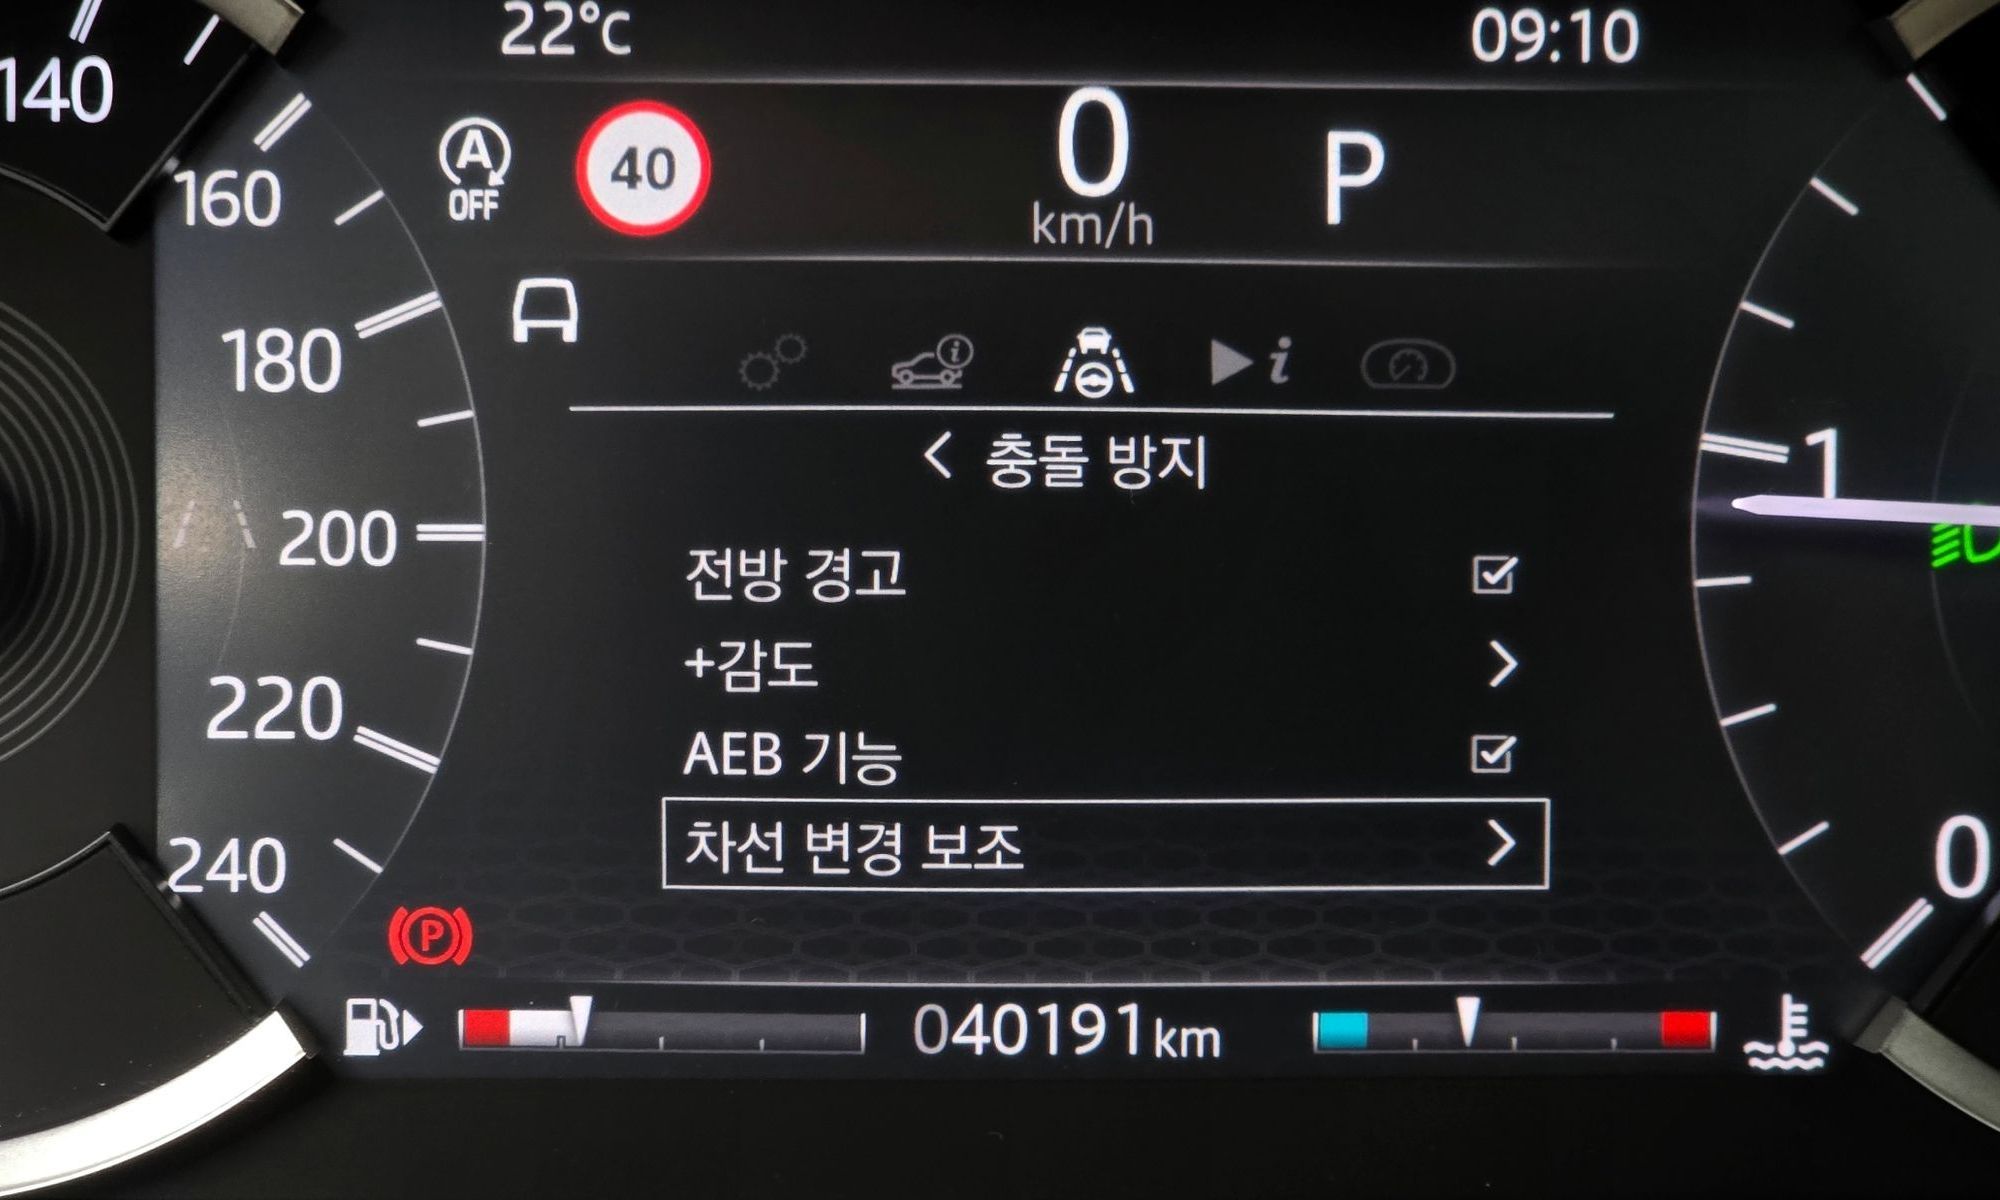 22°C 09:10
140
160
180
200
220
240
A
OFF
40
0
km/h
P
i
i
충돌 방지
전방 경고
+감도
AEB 기능
차선 변경 보조
1
0
P
040191km